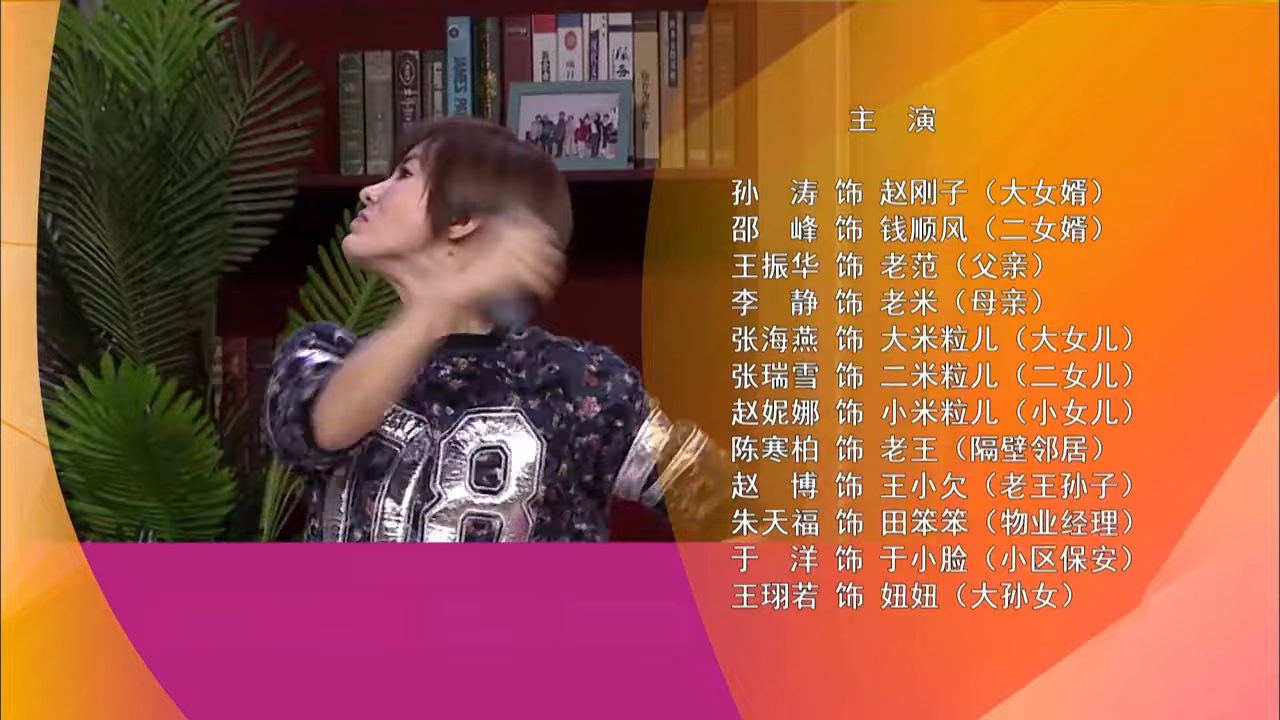 主 演
孙 涛 饰 赵刚子（大女婿）
邵 峰 饰 钱顺风（二女婿）
王振华 饰 老范（父亲）
李 静 饰 老米（母亲）
张海燕 饰 大米粒儿（大女儿）
张瑞雪 饰 二米粒儿（二女儿）
赵妮娜 饰 小米粒儿（小女儿）
陈寒柏 饰 老王（隔壁邻居）
赵 博 饰 王小欠（老王孙子）
朱天福 饰 田笨笨（物业经理）
于 洋 饰 于小脸（小区保安）
王珝若 饰 妞妞（大孙女）
78